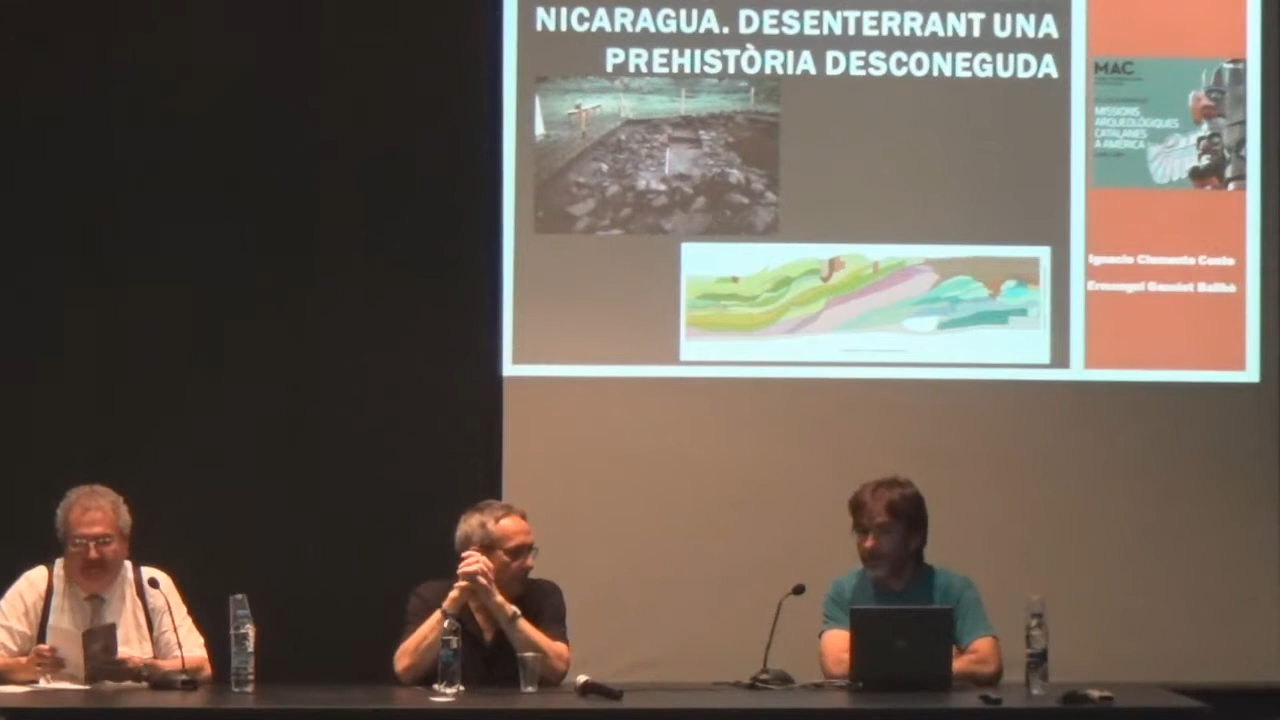 NICARAGUA. DESENTERRANT UNA
PREHISTÒRIA DESCONEGUDA
MAC
MISSIONS
ARQUEOLÒGIQUES
CATALANES
A AMÈRICA
Ignacio Clemente Conte
Ermengol Gassiot Ballbè